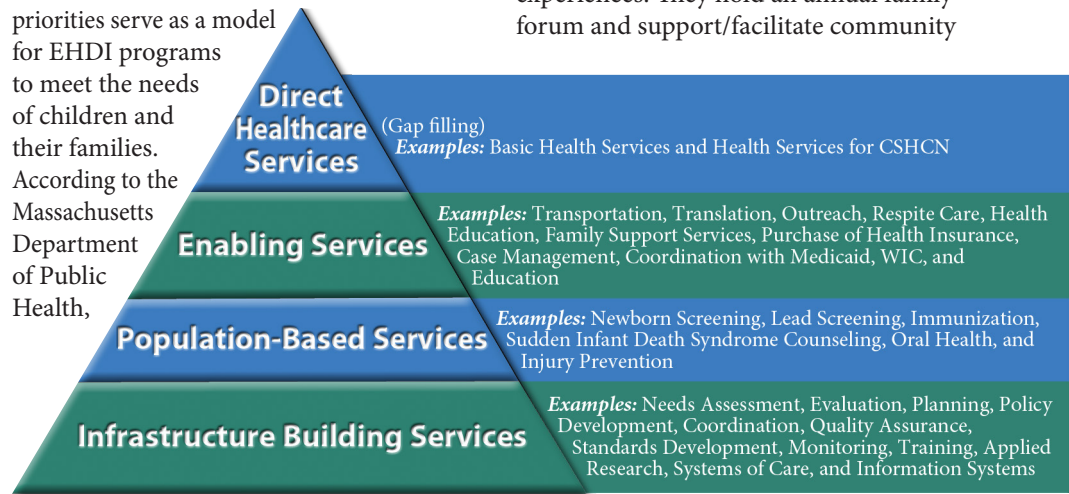 priorities serve as a model
for EHDI programs
to meet the needs
of children and
their families.
According to the
Massachusetts
Department
of Public
Health,
forum and support/facilitate community
Direct
Healthcare
Services
(Gap filling)
Examples: Basic Health Services and Health Services for CSHCN
Enabling Services
Examples: Transportation, Translation, Outreach, Respite Care, Health
Education, Family Support Services, Purchase of Health Insurance,
Case Management, Coordination with Medicaid, WIC, and
Education
Population-Based Services
Examples: Newborn Screening, Lead Screening, Immunization,
Sudden Infant Death Syndrome Counseling, Oral Health, and
Injury Prevention
Infrastructure Building Services
Examples: Needs Assessment, Evaluation, Planning, Policy
Development, Coordination, Quality Assurance,
Standards Development, Monitoring, Training, Applied
Research, Systems of Care, and Information Systems